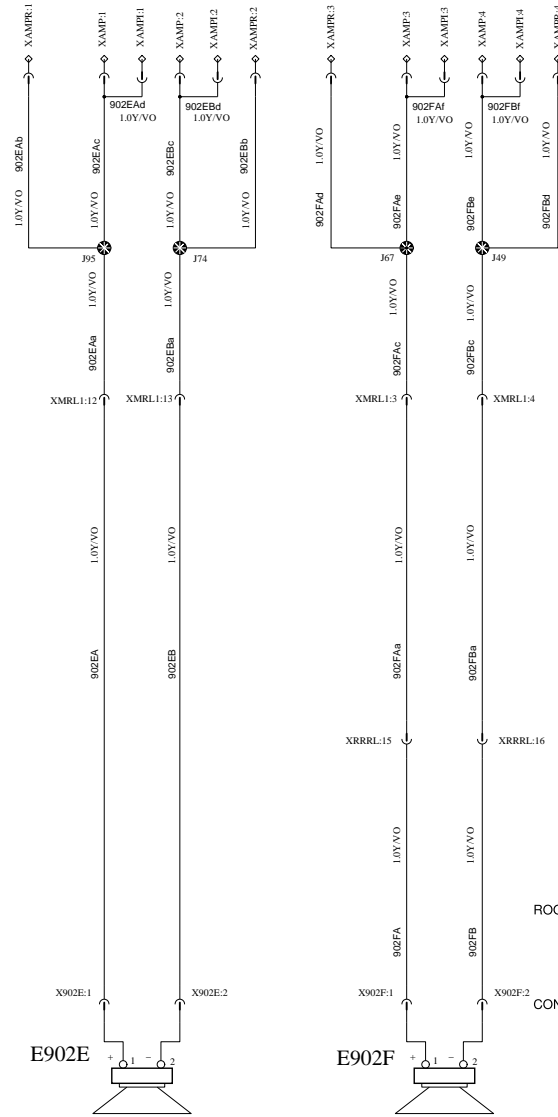 XAMPR:1
XAMP:1
XAMPI:1
XAMP:2
XAMPI:2
XAMPR:2
XAMPR:3
XAMP:3
XAMPI:3
XAMP:4
XAMPI:4
902EAd
1.0Y/VO
902EBd
1.0Y/VO
902FAf
1.0Y/VO
902FBf
1.0Y/VO
902EAb
1.0Y/VO
902EAc
1.0Y/VO
902EBc
1.0Y/VO
902EBb
1.0Y/VO
1.0Y/VO
902FAd
1.0Y/VO
902FAe
1.0Y/VO
902FBe
1.0Y/VO
902FBd
J95
J74
J67
J49
1.0Y/VO
902EAa
1.0Y/VO
902EBa
1.0Y/VO
902FAc
1.0Y/VO
902FBc
XMRL1:12
XMRL1:13
XMRL1:3
XMRL1:4
1.0Y/VO
1.0Y/VO
1.0Y/VO
1.0Y/VO
902EA
902EB
902FAa
902FBa
XRRRL:15
XRRRL:16
1.0Y/VO
1.0Y/VO
902FA
902FB
ROO
X902E:1
X902E:2
X902F:1
X902F:2
CON
E902E
+ 1 − 2
E902F
+ 1 − 2